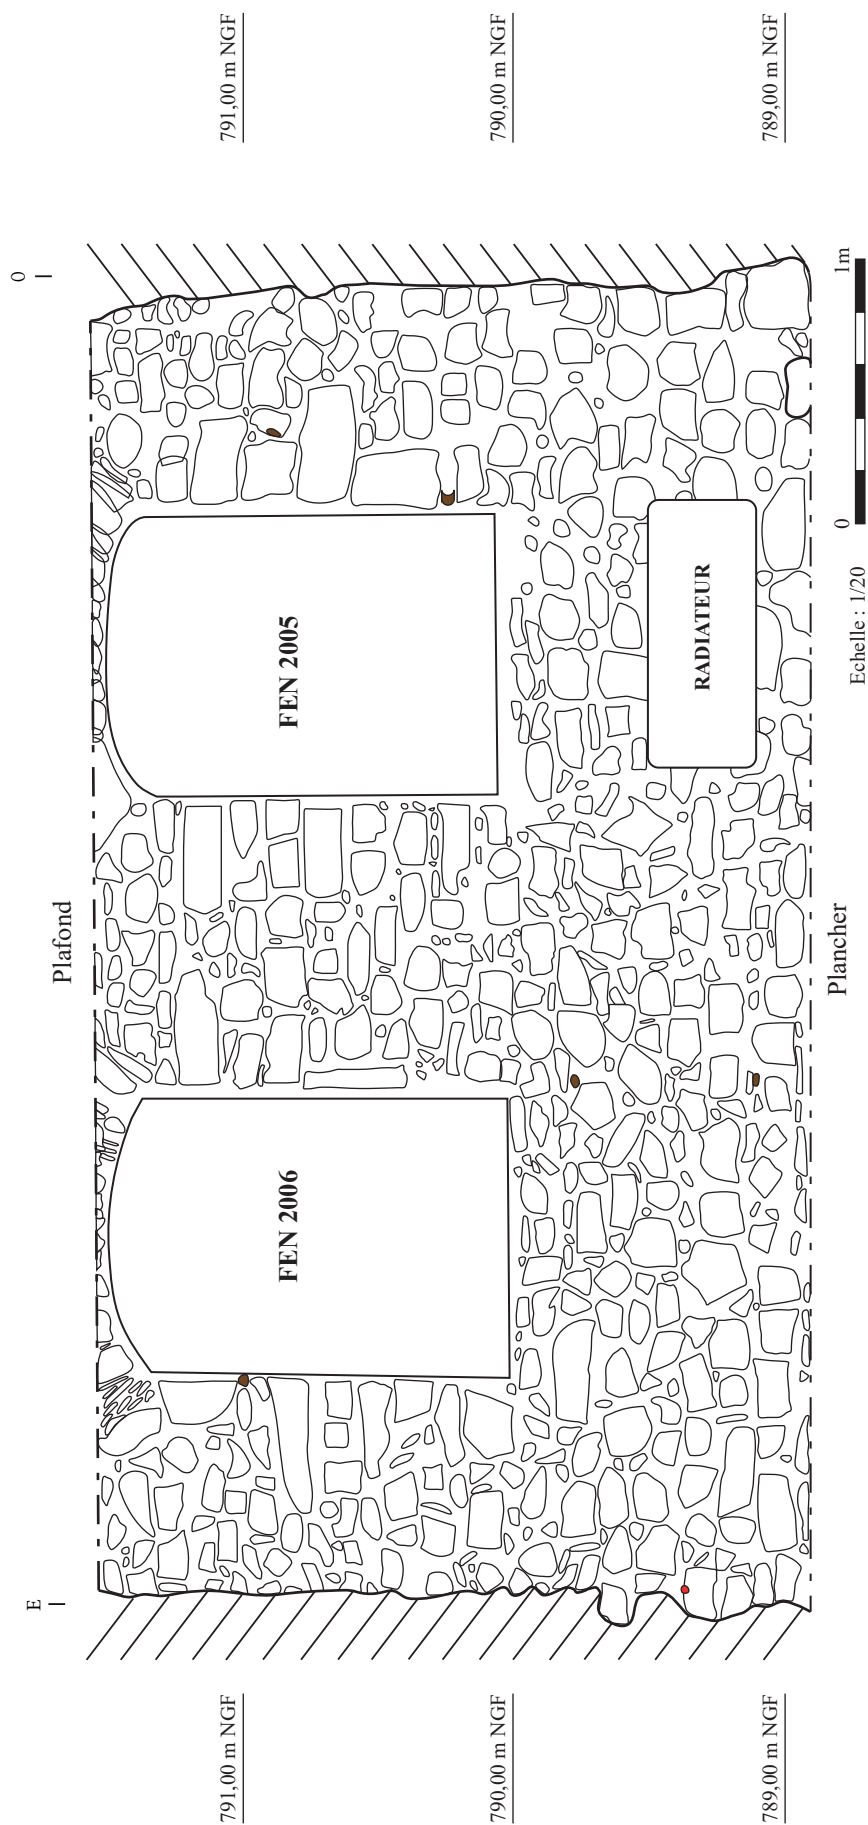 E
O
Plafond
791,00 m NGF
791,00 m NGF
FEN 2006
FEN 2005
790,00 m NGF
790,00 m NGF
RADIATEUR
789,00 m NGF
789,00 m NGF
Plancher
0
1m
Echelle : 1/20